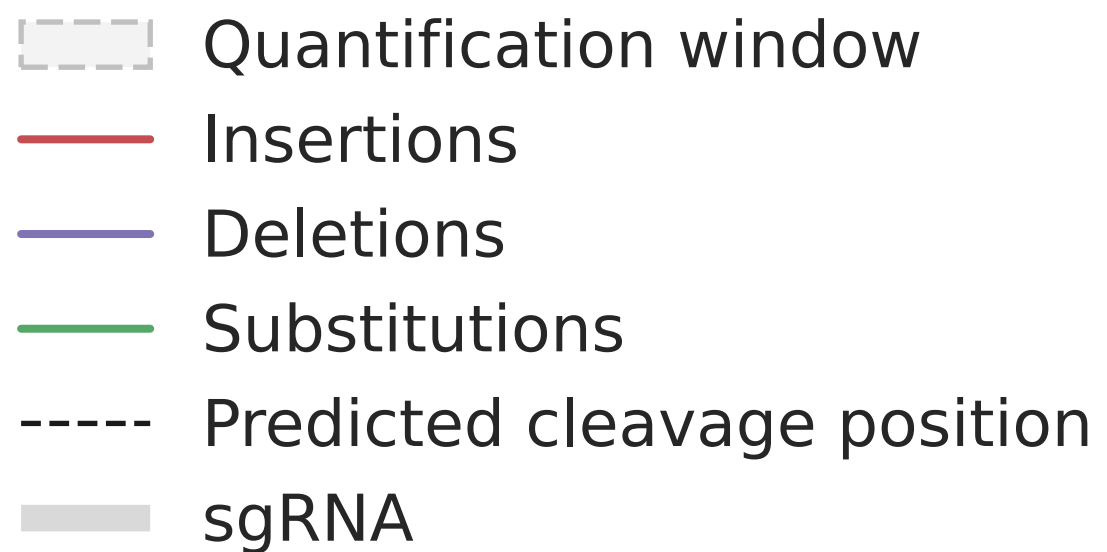 Quantification window
Insertions
Deletions
Substitutions
Predicted cleavage position
sgRNA